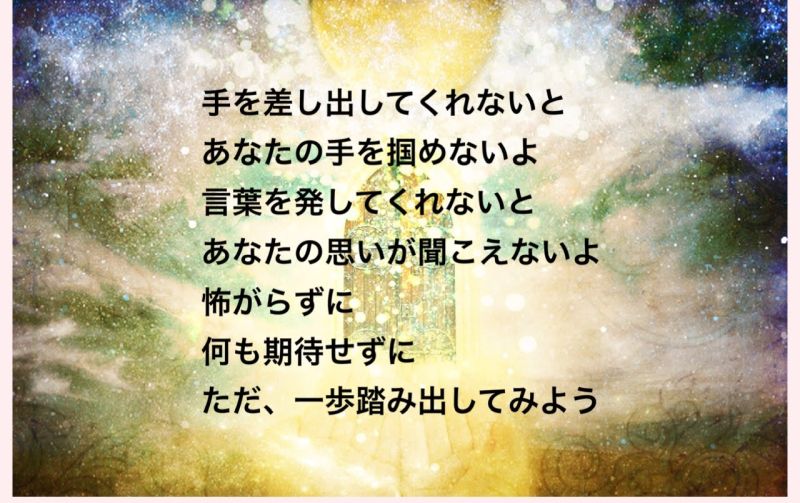 手を差し出してくれないと
あなたの手を掴めないよ
言葉を発してくれないと
あなたの思いが聞こえないよ
怖がらずに
何も期待せずに
ただ、一歩踏み出してみよう